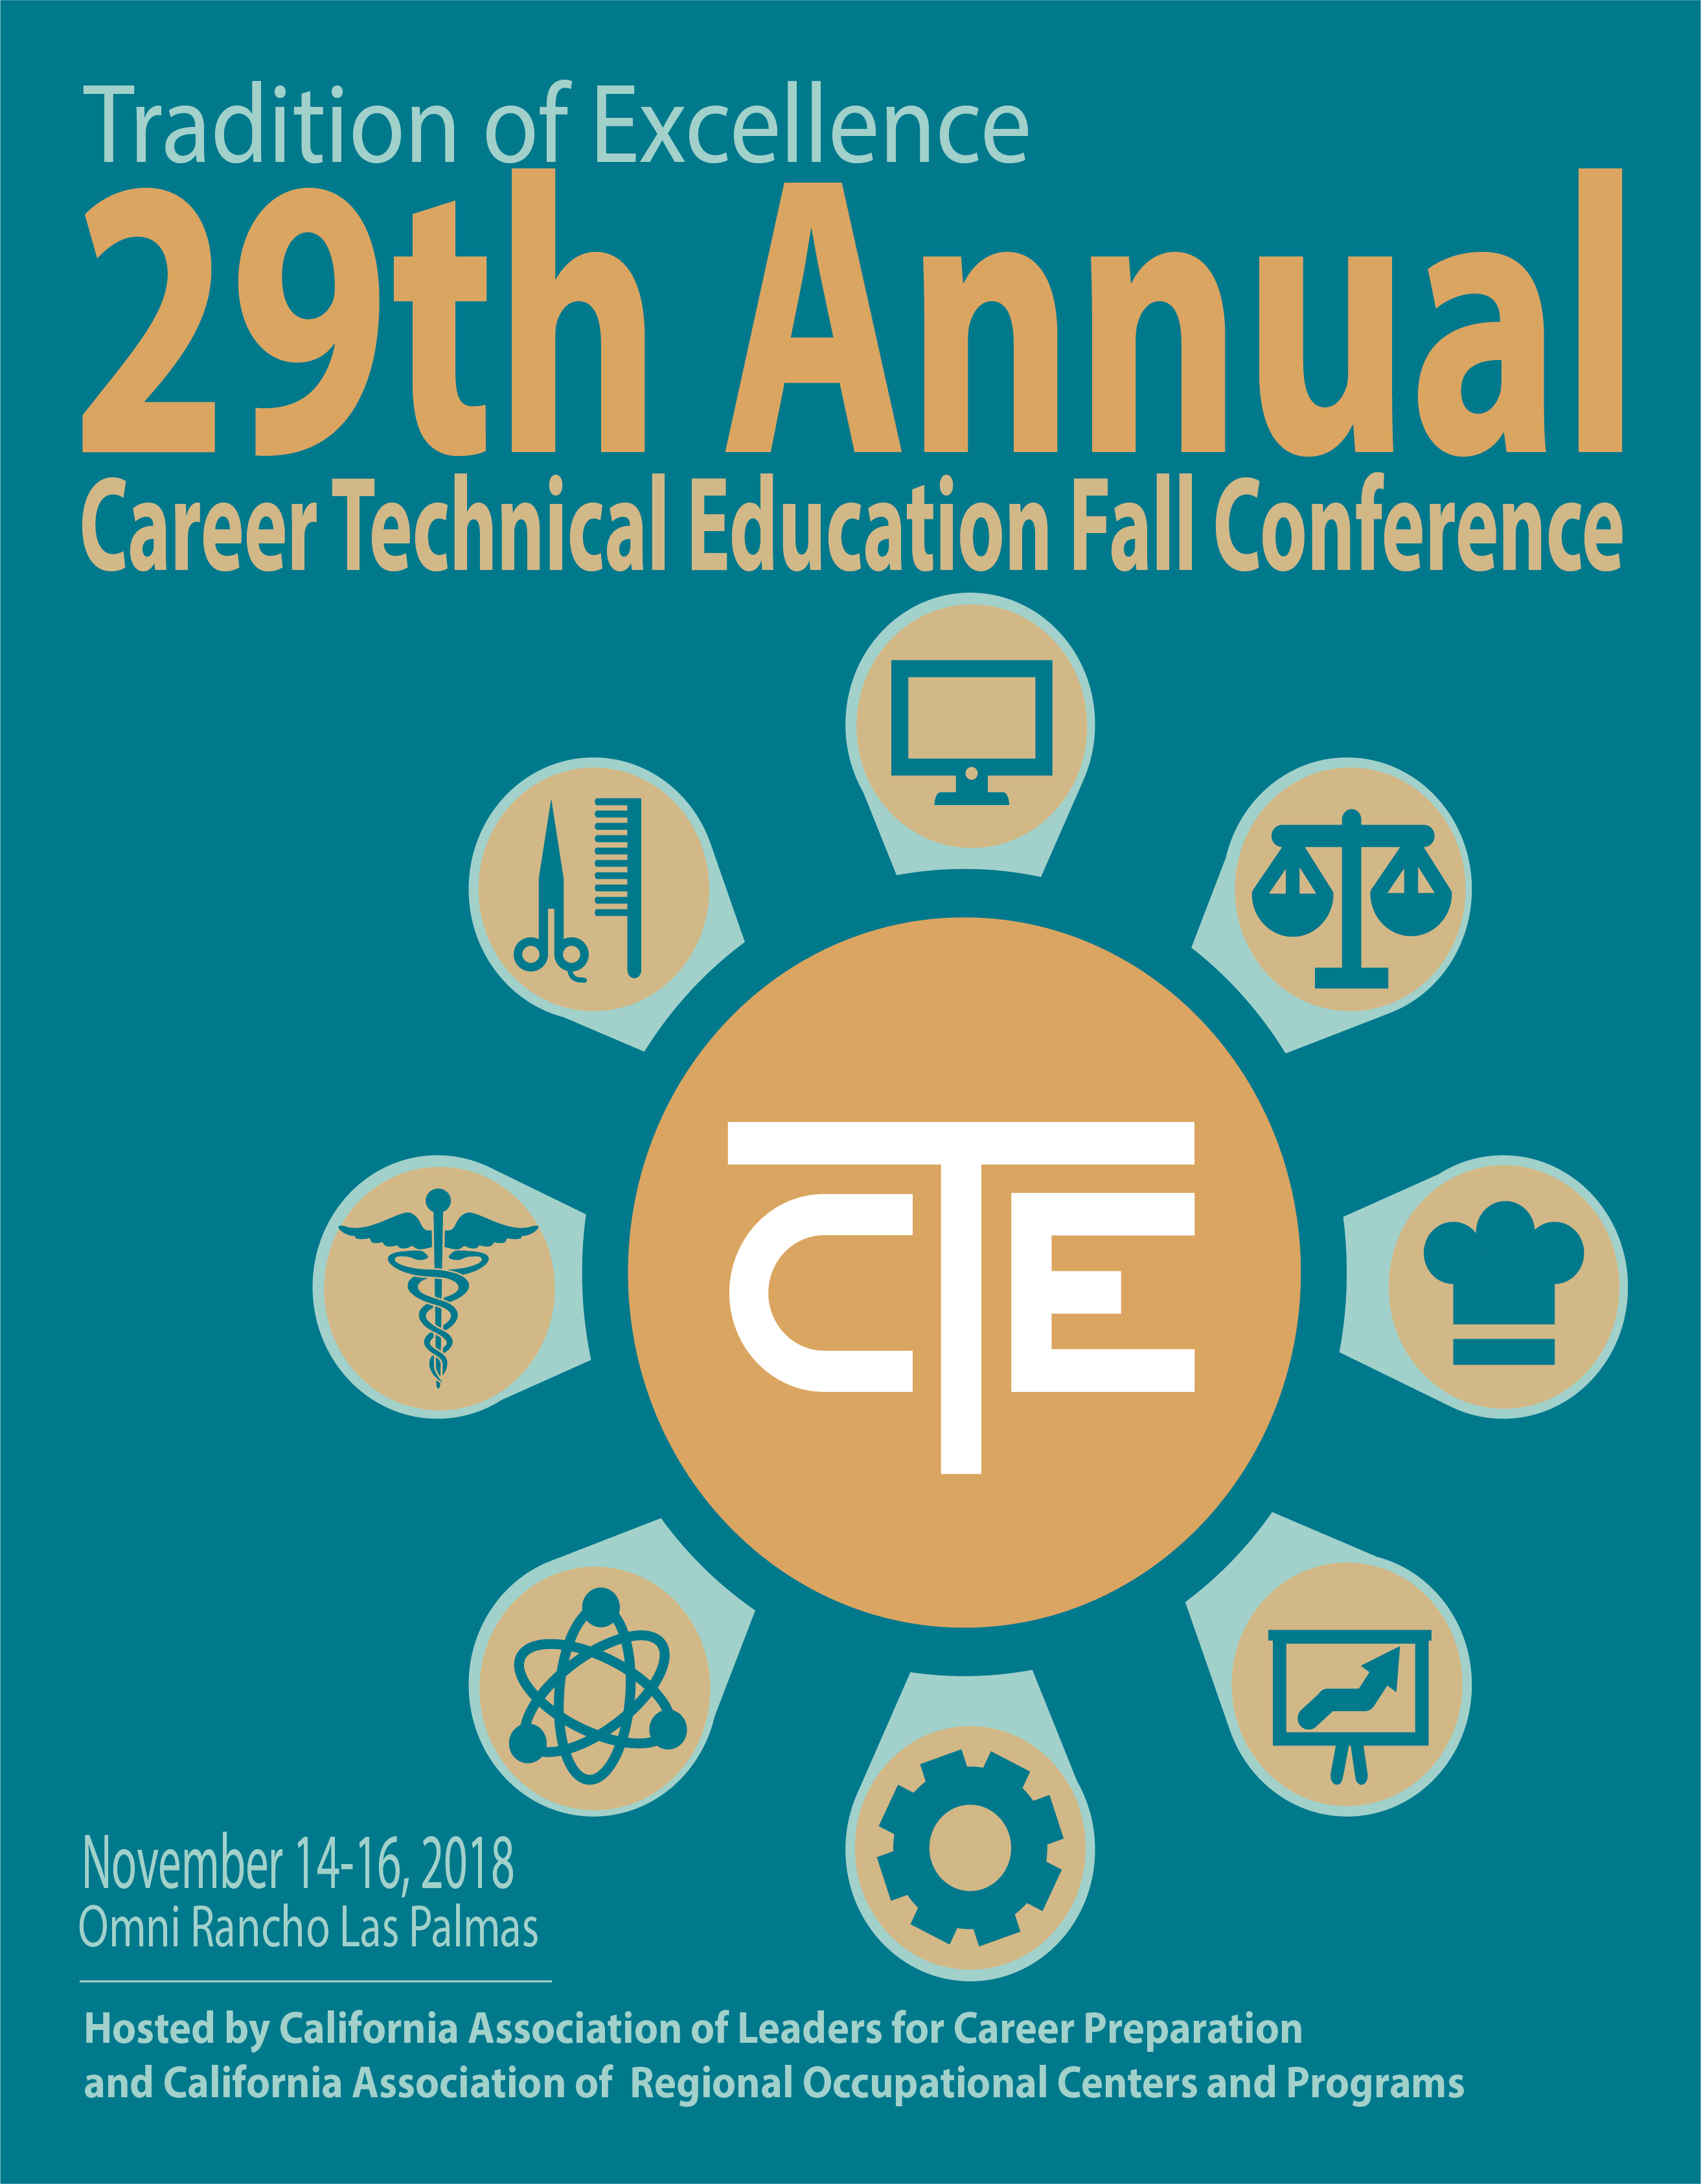 Tradition of Excellence
29th Annual
Career Technical Education Fall Conference
CTE
November 14-16, 2018
Omni Rancho Las Palmas
Hosted by California Association of Leaders for Career Preparation
and California Association of Regional Occupational Centers and Programs